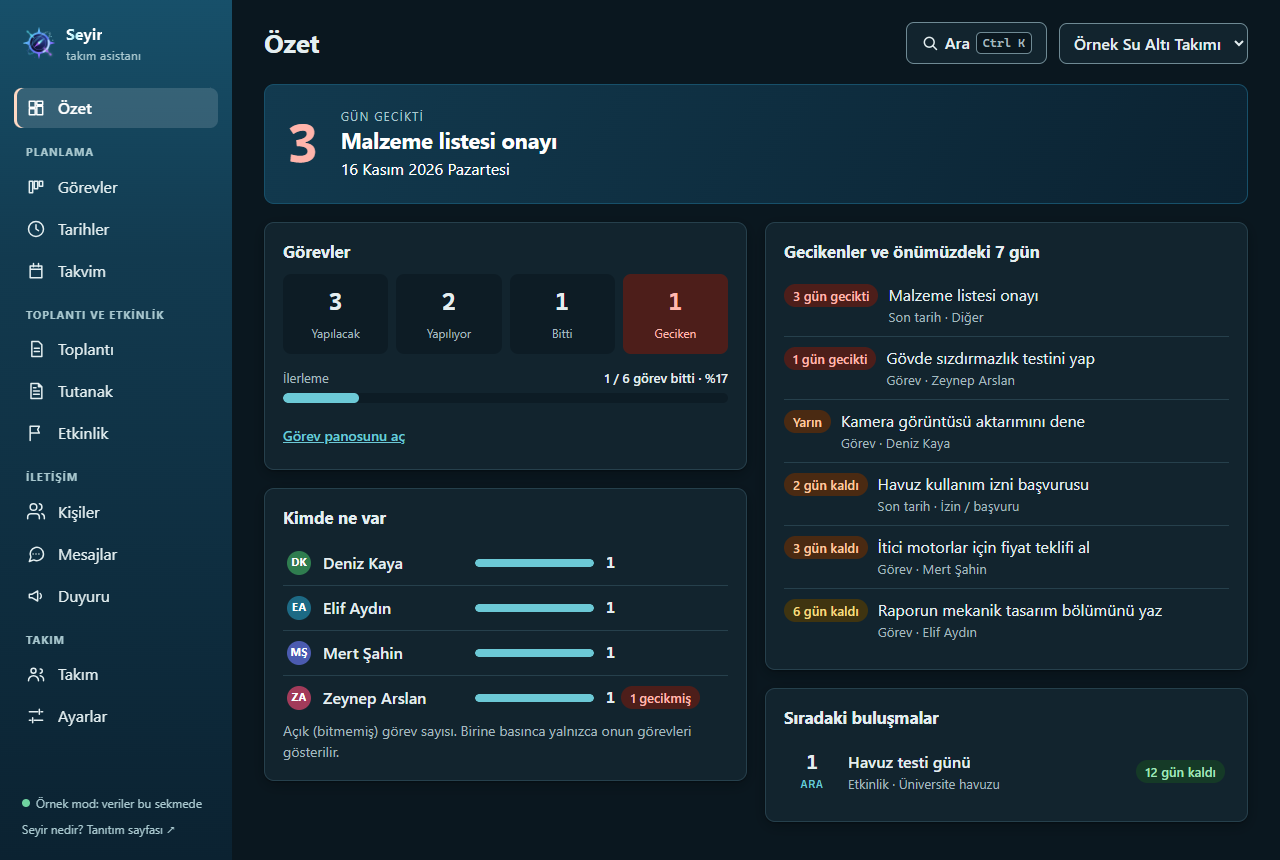 Seyir
takım asistanı
Özet
PLANLAMA
Görevler
Tarihler
Takvim
TOPLANTI VE ETKİNLİK
Toplantı
Tutanak
Etkinlik
İLETİŞİM
Kişiler
Mesajlar
Duyuru
TAKIM
Takım
Ayarlar
Örnek mod: veriler bu sekmede
Seyir nedir? Tanıtım sayfası ↗
Özet
Ara Ctrl K
Örnek Su Altı Takımı
3
GÜN GECİKTİ
Malzeme listesi onayı
16 Kasım 2026 Pazartesi
Görevler
3 2 1 1
Yapılacak Yapılıyor Bitti Geciken
İlerleme 1 / 6 görev bitti · %17
Görev panosunu aç
Kimde ne var
DK Deniz Kaya 1
EA Elif Aydın 1
MŞ Mert Şahin 1
ZA Zeynep Arslan 1 1 gecikmiş
Açık (bitmemiş) görev sayısı. Birine basınca yalnızca onun görevleri
gösterilir.
Gecikenler ve önümüzdeki 7 gün
3 gün gecikti Malzeme listesi onayı
Son tarih · Diğer
1 gün gecikti Gövde sızdırmazlık testini yap
Görev · Zeynep Arslan
Yarın Kamera görüntüsü aktarımını dene
Görev · Deniz Kaya
2 gün kaldı Havuz kullanım izni başvurusu
Son tarih · İzin / başvuru
3 gün kaldı İtici motorlar için fiyat teklifi al
Görev · Mert Şahin
6 gün kaldı Raporun mekanik tasarım bölümünü yaz
Görev · Elif Aydın
Sıradaki buluşmalar
1 Havuz testi günü
ARA Etkinlik · Üniversite havuzu
12 gün kaldı